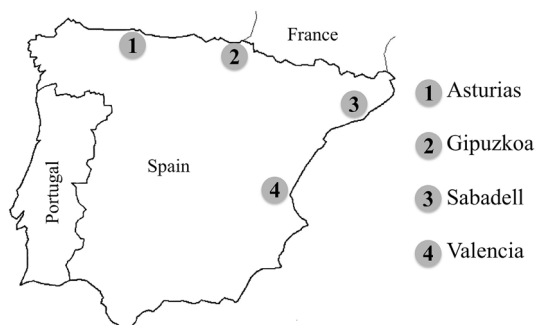 France
1
2
3
Spain
4
Portugal
1 Asturias
2 Gipuzkoa
3 Sabadell
4 Valencia